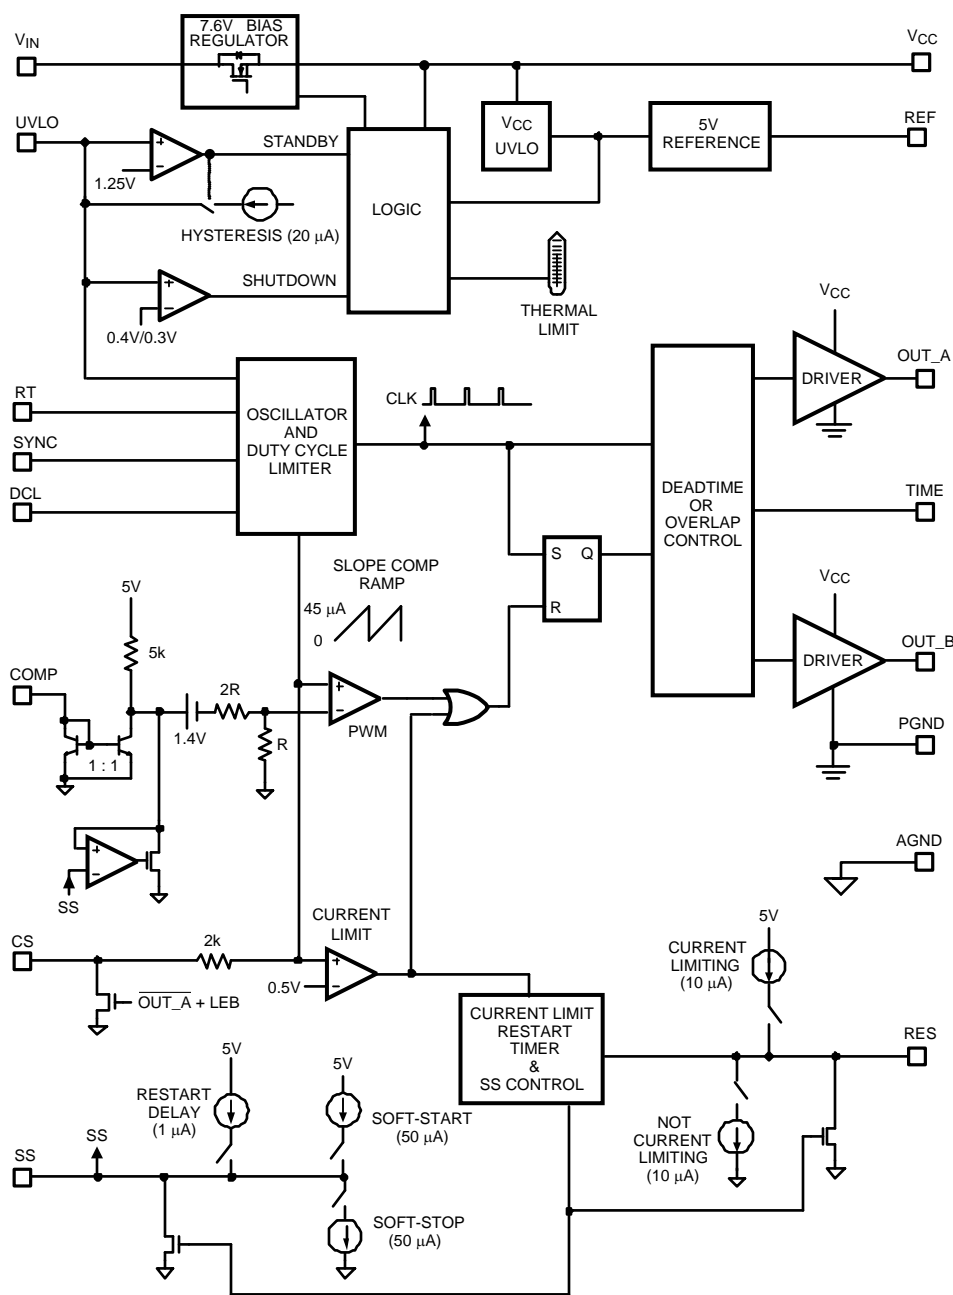 7.6V BIAS
REGULATOR
VIN
VCC
UVLO
STANDBY
1.25V
VCC
UVLO
5V
REFERENCE
REF
LOGIC
HYSTERESIS (20 μA)
SHUTDOWN
0.4V/0.3V
THERMAL
LIMIT
VCC
OUT_A
DRIVER
RT
SYNC
DCL
OSCILLATOR
AND
DUTY CYCLE
LIMITER
CLK
DEADTIME
OR
OVERLAP
CONTROL
TIME
S Q
R
SLOPE COMP
RAMP
45 μA
0
5V
5k
COMP
1.4V
2R
R
1 : 1
+
−
PWM
VCC
DRIVER
OUT_B
PGND
AGND
SS
CS
2k
CURRENT
LIMIT
0.5V
OUT_A + LEB
CURRENT LIMIT
RESTART
TIMER
&
SS CONTROL
5V
CURRENT
LIMITING
(10 μA)
RES
NOT
CURRENT
LIMITING
(10 μA)
5V
RESTART
DELAY
(1 μA)
5V
SOFT-START
(50 μA)
SS
SS
SOFT-STOP
(50 μA)